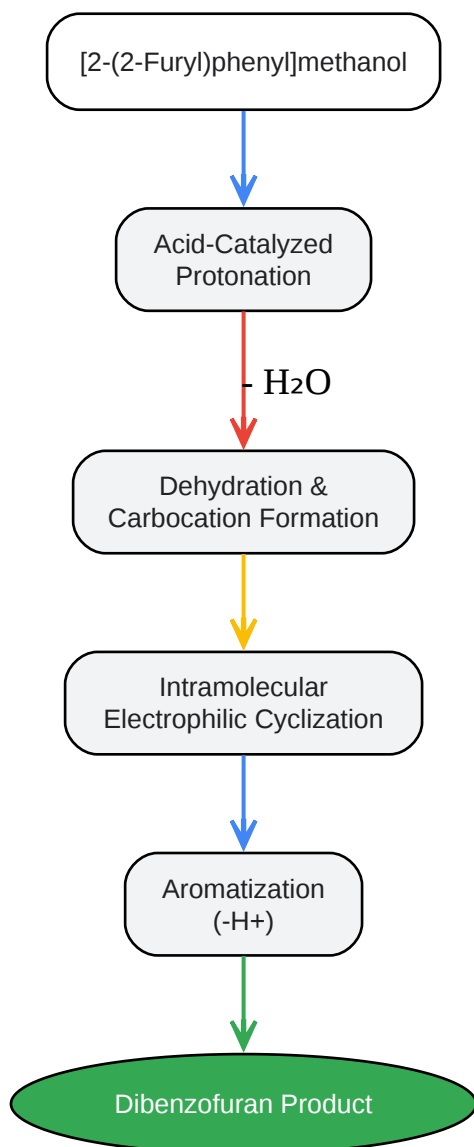 [2-(2-Furyl)phenyl]methanol
Acid-Catalyzed
Protonation
- H₂O
Dehydration &
Carbocation Formation
Intramolecular
Electrophilic Cyclization
Aromatization
(-H+)
Dibenzofuran Product